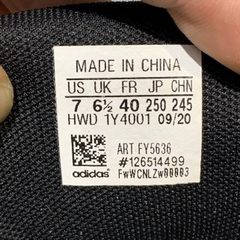 MADE IN CHINA
US UK FR JP CHN
7 6½ 40 250 245
HWD 1Y4001 09/20
ART FY5636
#126514499
adidas FwWCNLZw00003